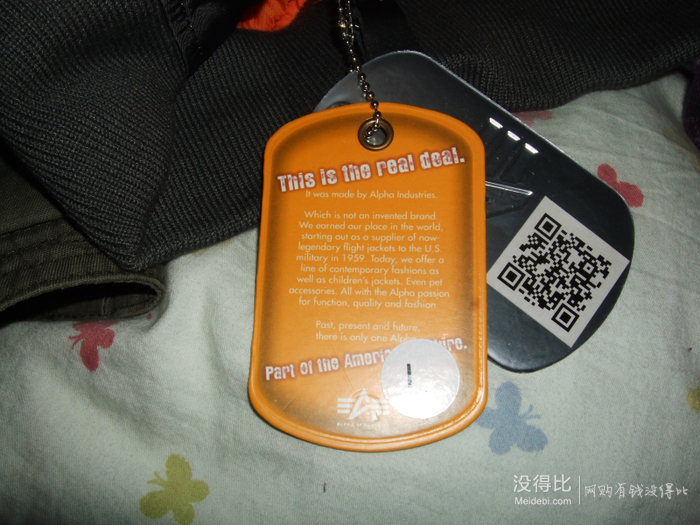 This is the real deal.
It was made by Alpha Industries.
Which is not an invented brand.
We earned our place in the world,
starting out as a supplier of now-
legendary flight jackets to the U.S.
military in 1959. Today, we offer a
line of contemporary fashions as
well as children's jackets. Even pet
accessories. All with the Alpha passion
for function, quality and fashion.
Past, present and future,
there is only one Alpha
Part of the America
L
没得比
Meidebi.com
网购有钱没得比